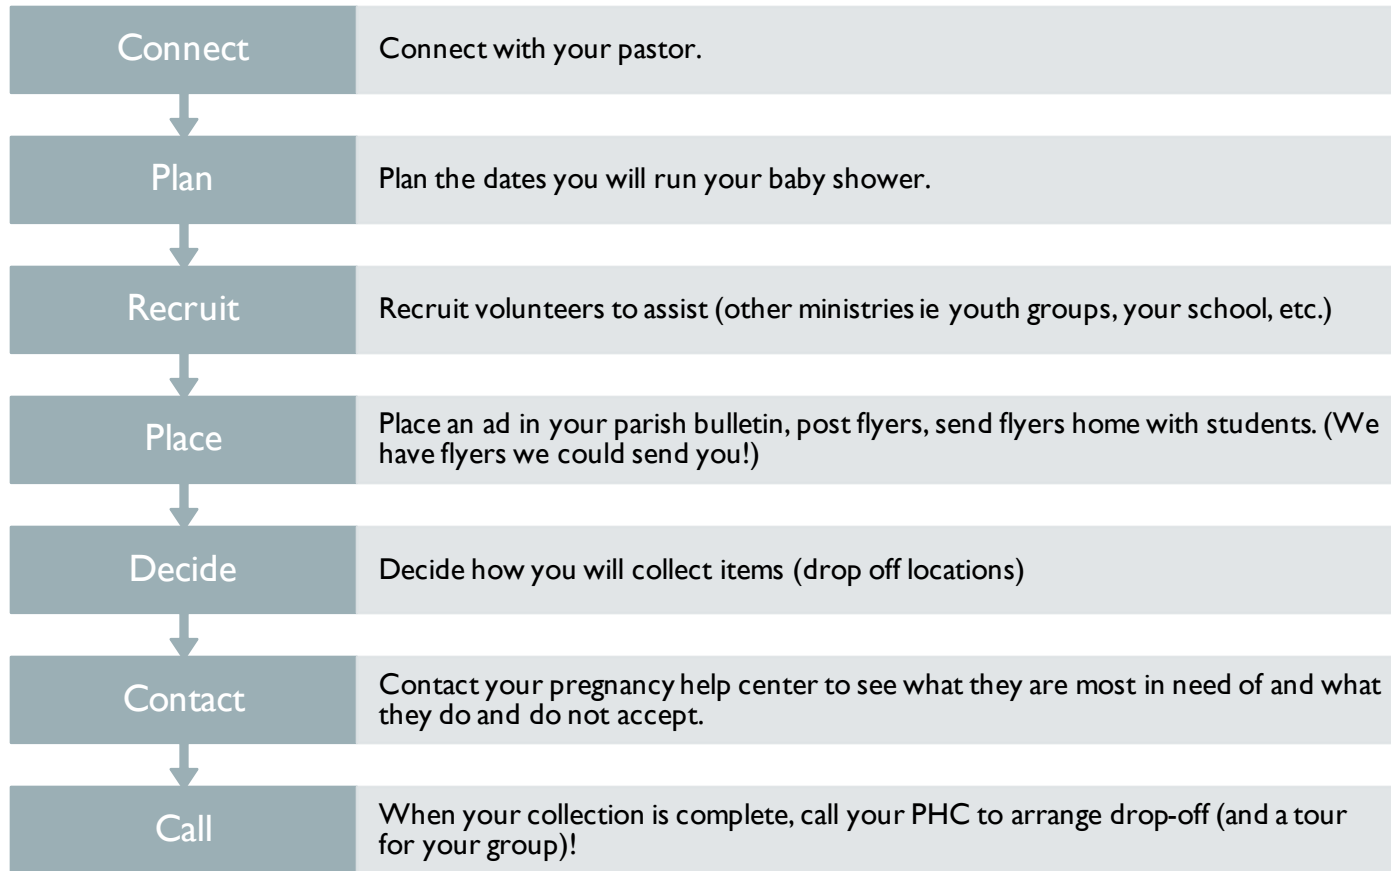 Connect
Connect with your pastor.
Plan
Plan the dates you will run your baby shower.
Recruit
Recruit volunteers to assist (other ministries ie youth groups, your school, etc.)
Place
Place an ad in your parish bulletin, post flyers, send flyers home with students. (We
have flyers we could send you!)
Decide
Decide how you will collect items (drop off locations)
Contact
Contact your pregnancy help center to see what they are most in need of and what
they do and do not accept.
Call
When your collection is complete, call your PHC to arrange drop-off (and a tour
for your group)!